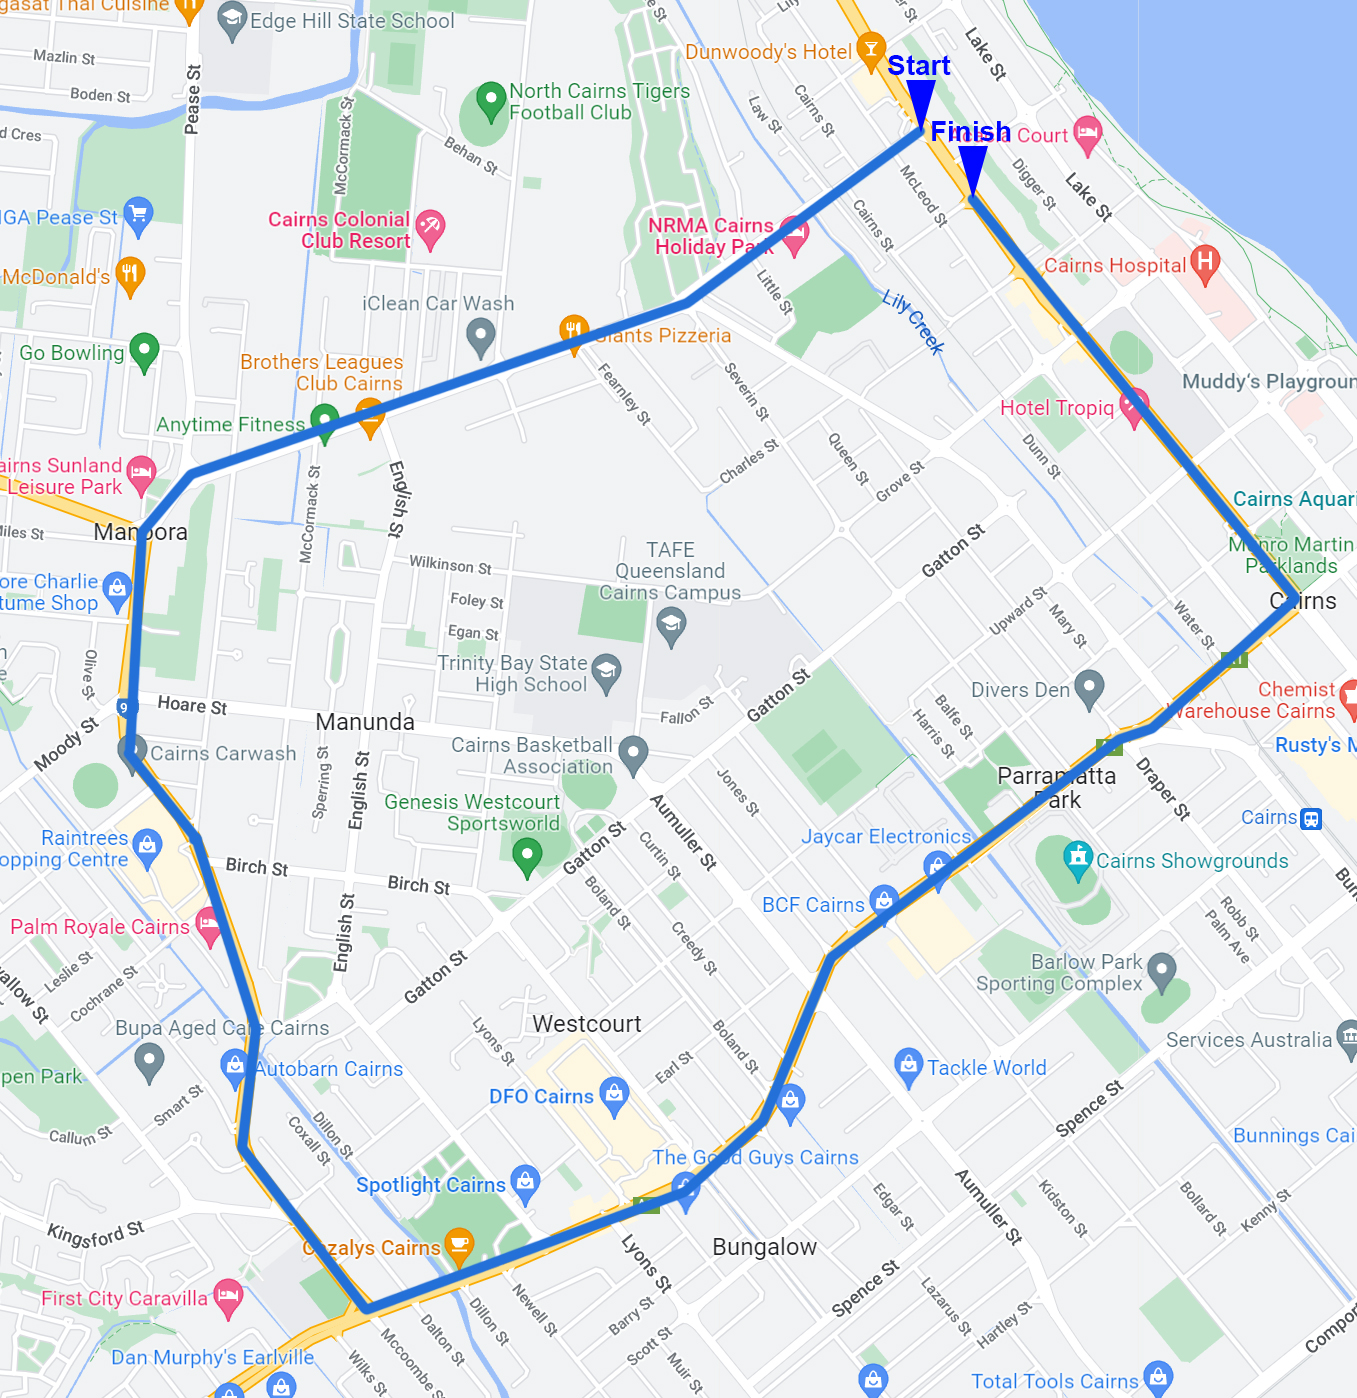 gasat Thai Cuisine
Edge Hill State School
Mazlin St
Boden St
d Cres
Pease St
McCormack St
North Cairns Tigers
Football Club
Behan St
Dunwoody's Hotel
Start
Finish
Lake St
Law St
Cairns St
Court
Digger St
Lake St
McLeod St
Cairns St
IGA Pease St
McDonald's
Cairns Colonial
Club Resort
NRMA Cairns
Holiday Park
Little St
Lily Creek
Cairns Hospital
H
iClean Car Wash
Go Bowling
Brothers Leagues
Club Cairns
Giants Pizzeria
Fearnley St
Severin St
Muddy's Playgroun
Hotel Tropiq
Anytime Fitness
airns Sunland
Leisure Park
English St
McCormack St
Charles St
Queen St
Grove St
Dunn St
Cairns Aquari
Munro Martin
Parklands
Cairns
Manoora
Miles St
Wilkinson St
TAFE
Queensland
Cairns Campus
Gatton St
ore Charlie
tume Shop
Foley St
Egan St
Upward St
Mary St
Water St
Olive St
Trinity Bay State
High School
Fallon St
Gatton St
Divers Den
Balfe St
Harris St
Chemist
Warehouse Cairns
Rusty's M
Hoare St
Moody St
Manunda
Cairns Carwash
Sperring St
English St
Cairns Basketball
Association
Jones St
Parramatta
Park
Draper St
Genesis Westcourt
Sportsworld
Aumuller St
Cairns
Raintrees
opping Centre
Jaycar Electronics
Cairns Showgrounds
Birch St
Birch St
Gatton St
Curtin St
Boland St
BCF Cairns
Bun
Palm Royale Cairns
English St
Creedy St
Robb St
Palm Ave
Leslie St
Cochrane St
wallow St
Gatton St
Barlow Park
Sporting Complex
Bupa Aged Care Cairns
Lyons St
Westcourt
Boland St
Services Australia
pen Park
Autobarn Cairns
Earl St
Tackle World
DFO Cairns
Smart St
Callum St
Coxall St
Dillon St
Spence St
Bunnings Cai
The Good Guys Cairns
Spotlight Cairns
Aumuller St
Edgar St
Kidston St
Bollard St
Kenny St
Kingsford St
Cazalys Cairns
Lyons St
Bungalow
First City Caravilla
Newell St
Dillon St
Dalton St
Spence St
Lazarus St
Hartley St
Barry St
Scott St
Muir St
Comport
Dan Murphy's Earlville
Wilks St
Mccoombe St
Total Tools Cairns